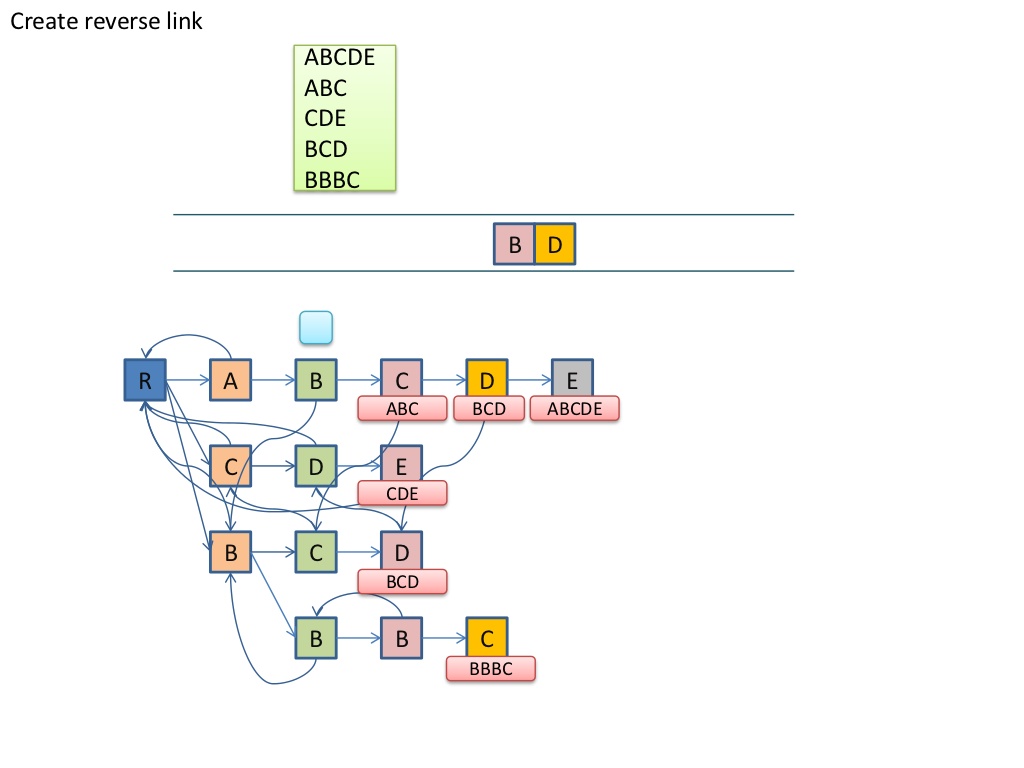 Create reverse link
ABCDE
ABC
CDE
BCD
BBBC
B D
R A B C D E
ABC BCD ABCDE
C D E
CDE
B C D
BCD
B B C
BBBC